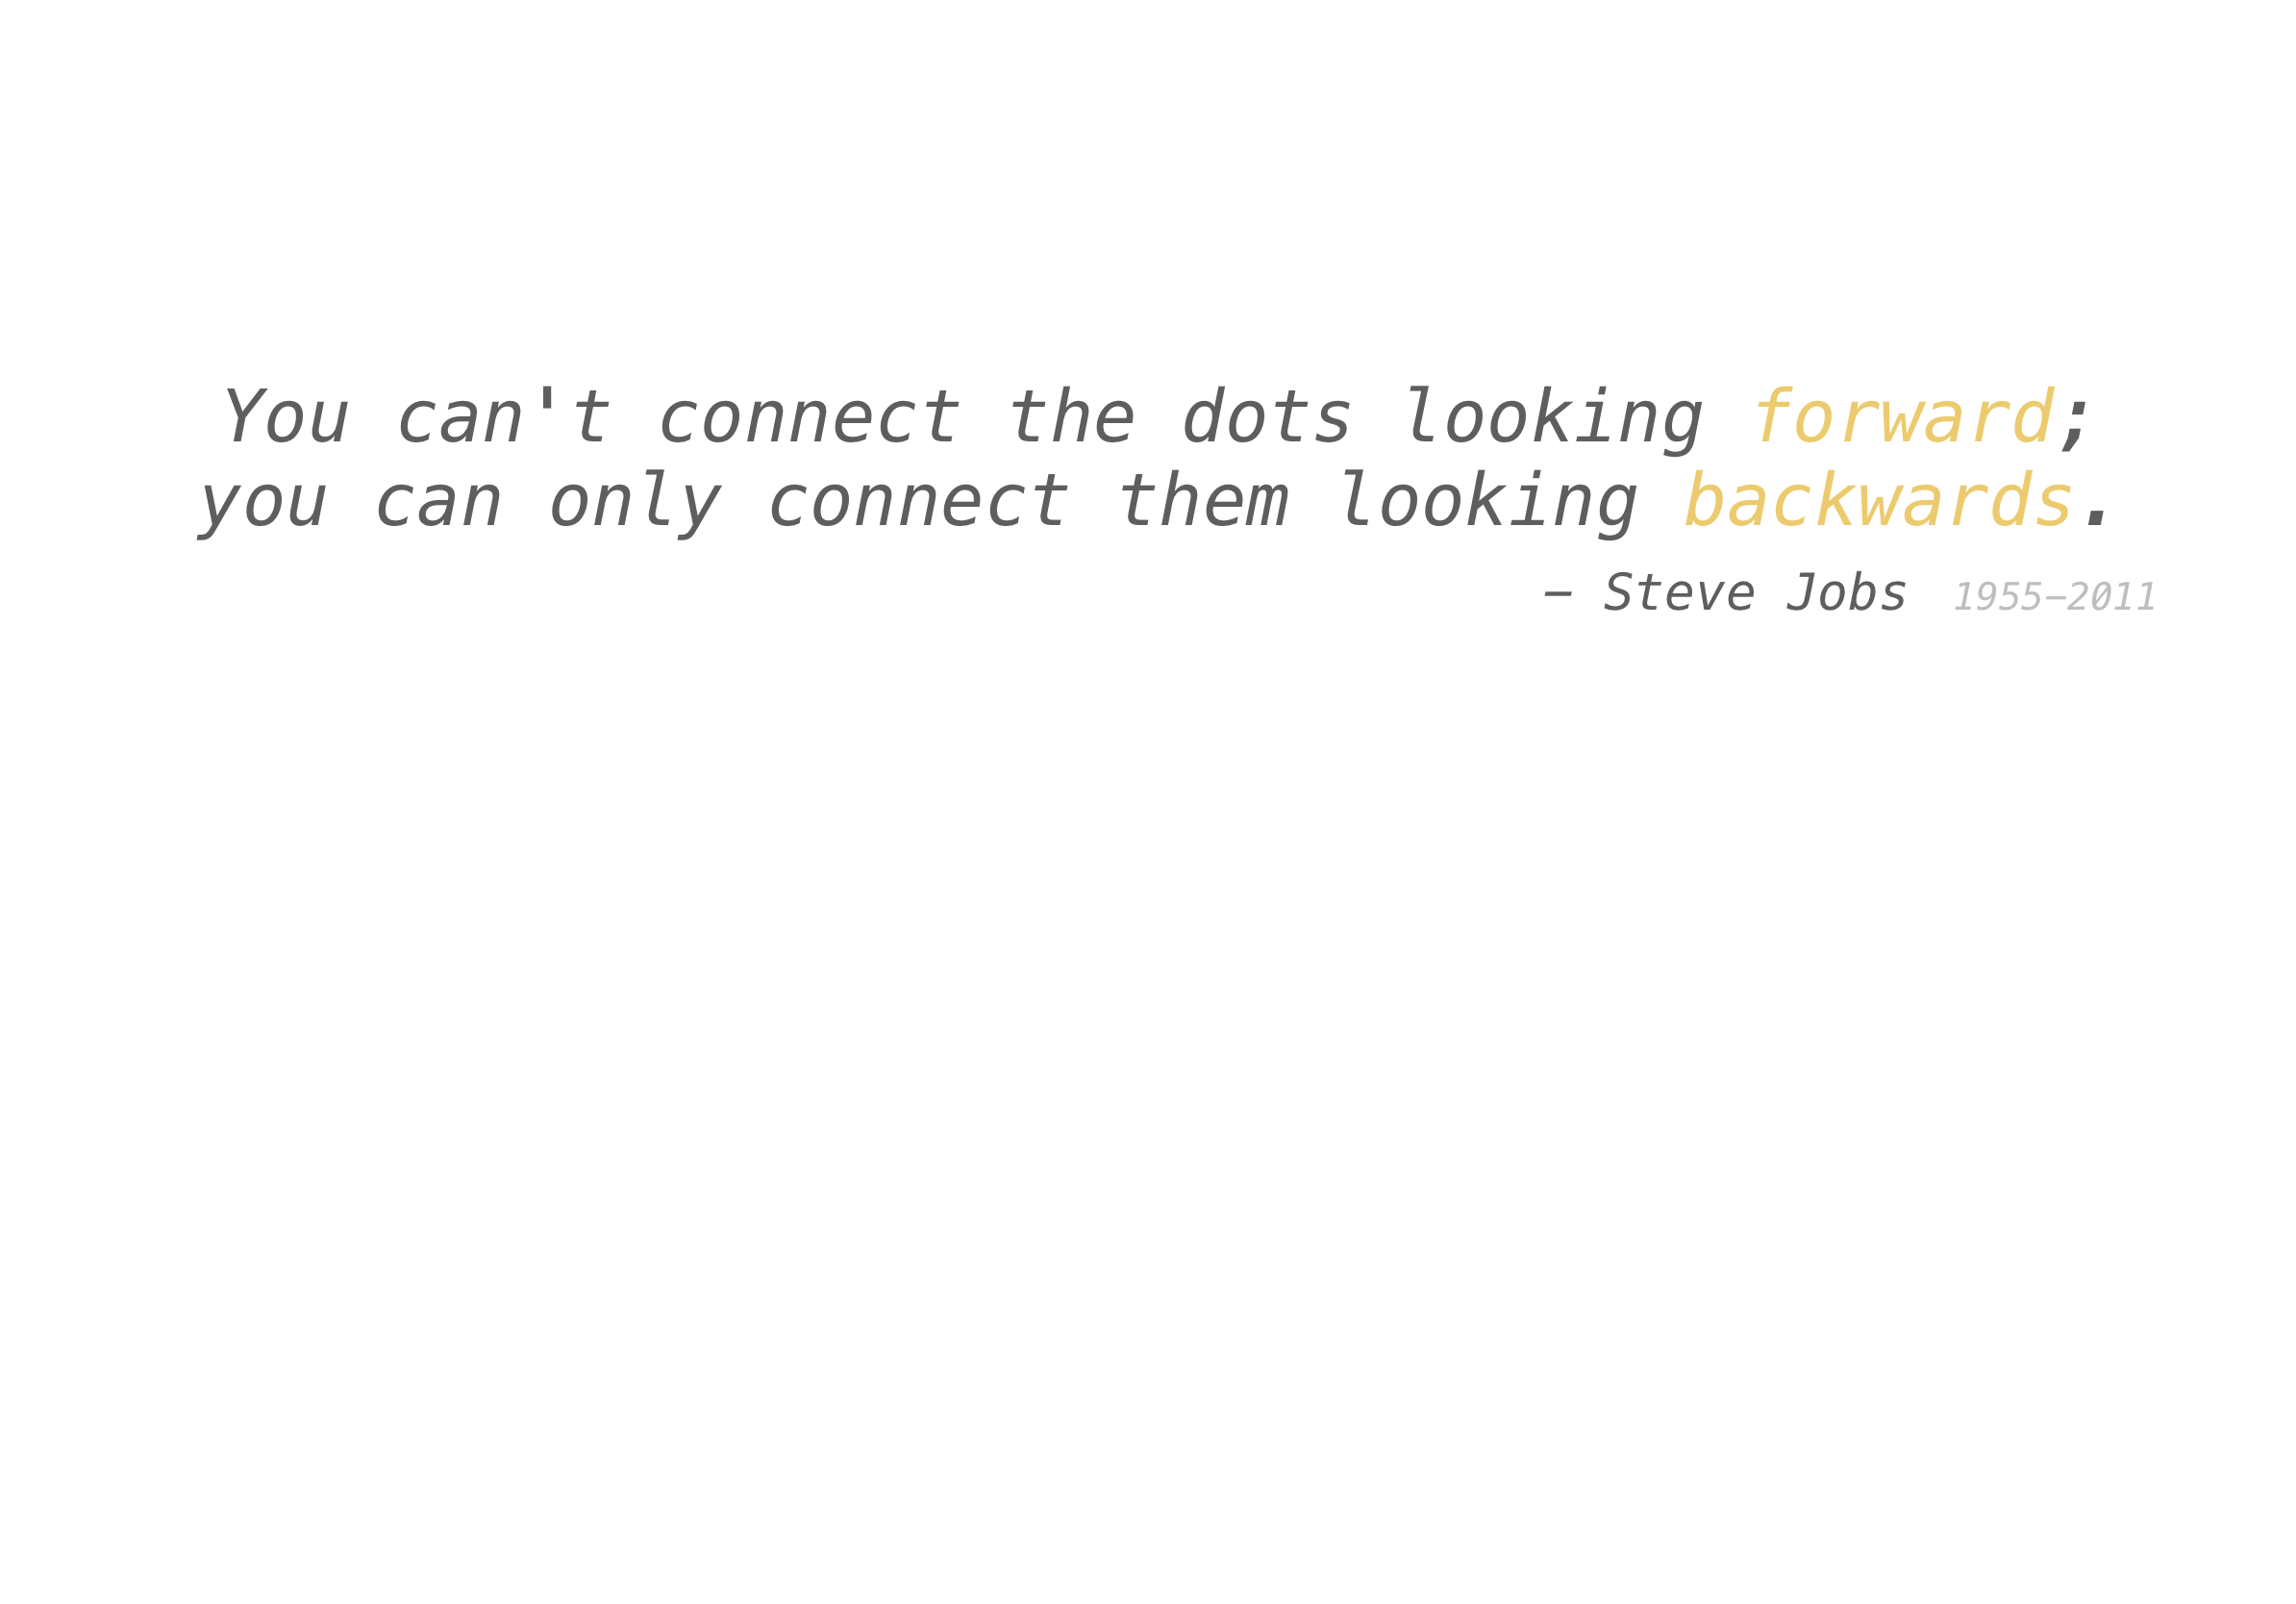 You can't connect the dots looking forward;
you can only connect them looking backwards.
— Steve Jobs 1955–2011